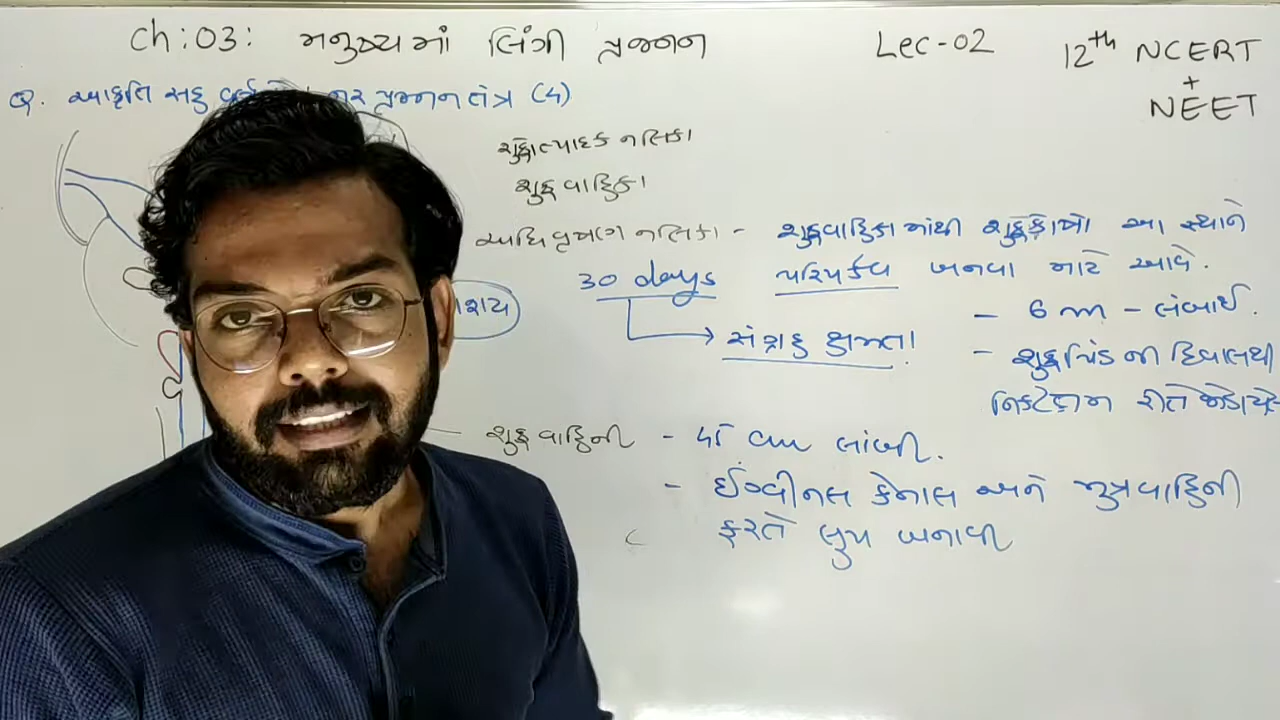 Ch:03: મનુષ્યમાં લિંગી પ્રજનન Lec-02 12th NCERT + NEET
Q. આકૃતિ સહ નર પ્રજનનતંત્ર (4)
શુક્રોત્પાદક નલિકા
શુક્રવાહિકા
અધિવૃષણ નલિકા - શુક્રવાહિકામાંથી શુક્રકોષો આ સ્થાને
30 days પરિપક્વ બનવા માટે આવે.
સંગ્રહ ક્ષમતા
- 6 m - લંબાઈ.
- શુક્રપિંડની દિવાલથી
રીતે જોડાયેલ
શુક્રવાહિની - 45 cm લાંબી.
- ઈંગ્વીનલ કેનાલ અને મુત્રવાહિની
ફરતે લુપ બનાવી